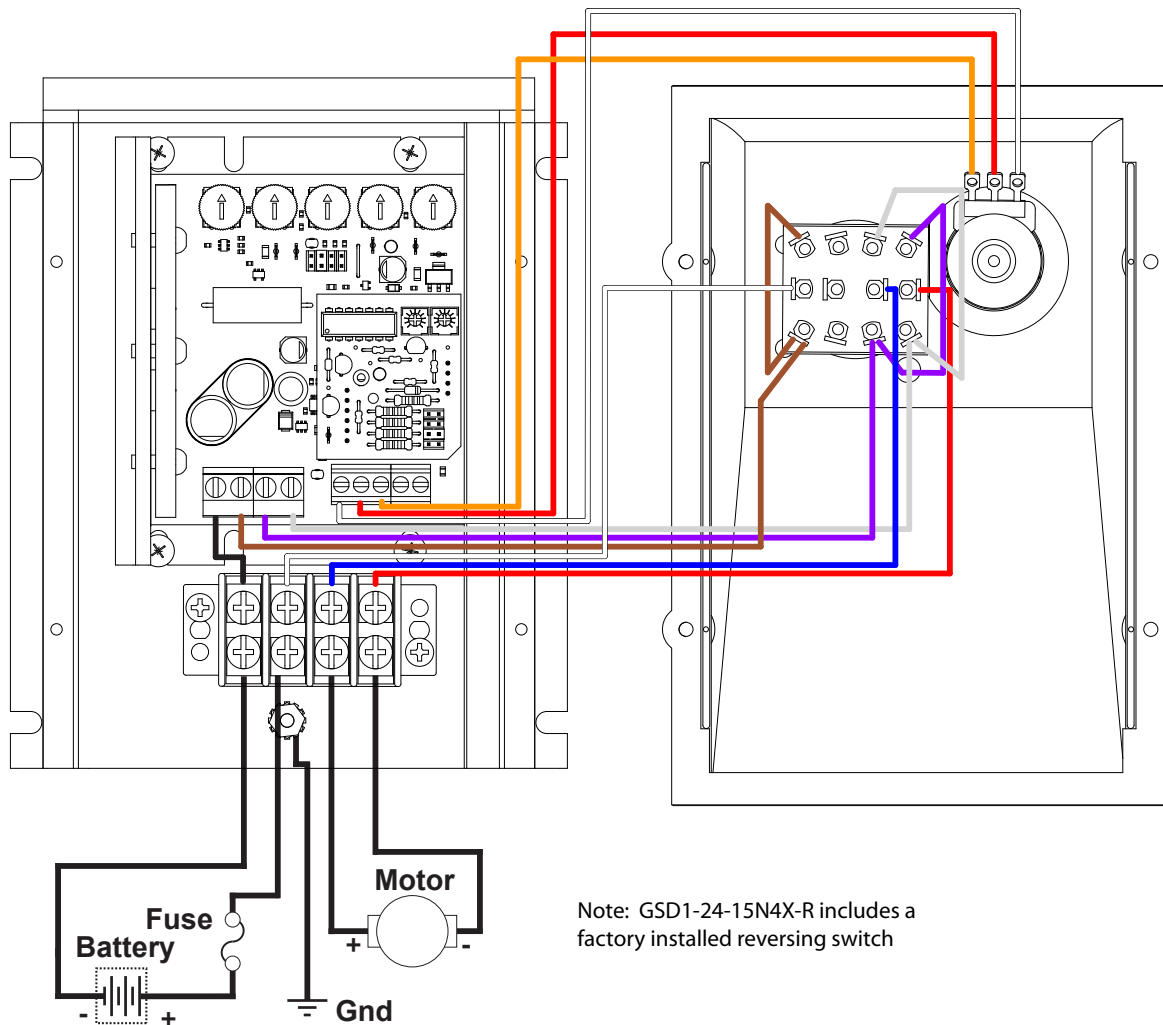 Motor
Fuse
Battery
+ -
- +
Gnd
Note:  GSD1-24-15N4X-R includes a
factory installed reversing switch